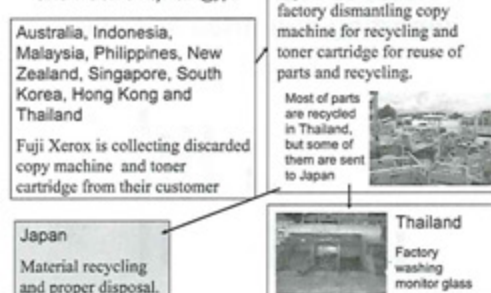 Australia, Indonesia,
Malaysia, Philippines, New
Zealand, Singapore, South
Korea, Hong Kong and
Thailand
Fuji Xerox is collecting discarded
copy machine and toner
cartridge from their customer
factory dismantling copy
machine for recycling and
toner cartridge for reuse of
parts and recycling.
Most of parts
are recycled
in Thailand,
but some of
them are sent
to Japan
Japan
Material recycling
and proper disposal.
Thailand
Factory
washing
monitor glass